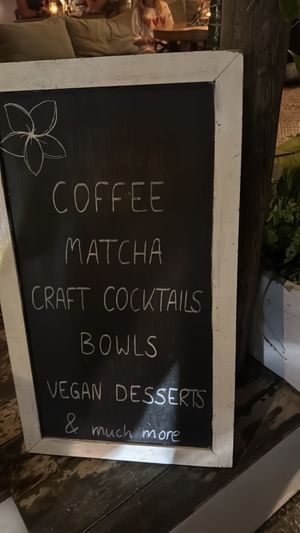 COFFEE
MATCHA
CRAFT COCKTAILS
BOWLS
VEGAN DESSERTS
& much more